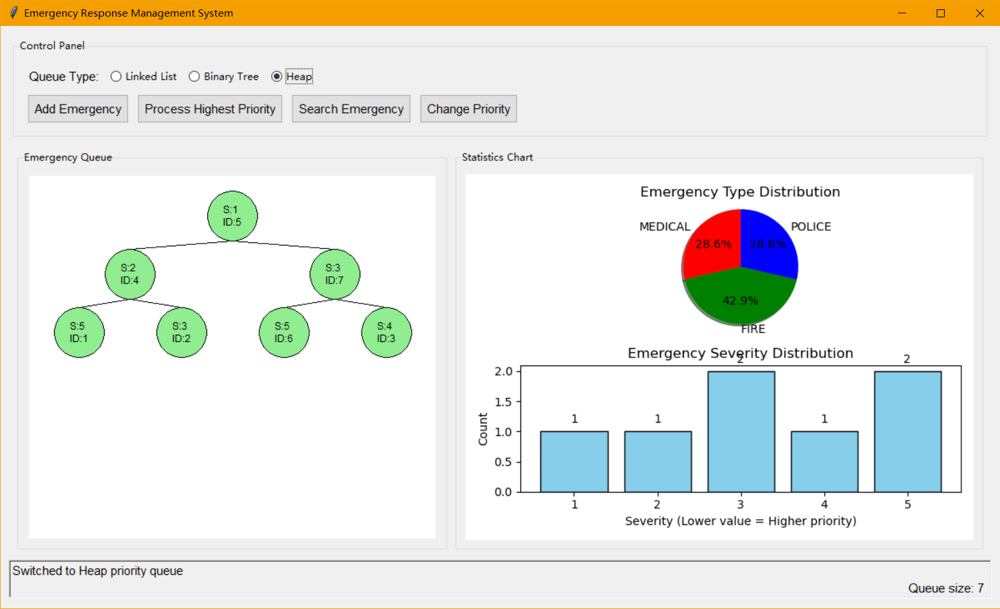 Emergency Response Management System
Control Panel
Queue Type: Linked List Binary Tree Heap
Add Emergency Process Highest Priority Search Emergency Change Priority
Emergency Queue
S:1
ID:5
S:2
ID:4
S:3
ID:7
S:5
ID:1
S:3
ID:2
S:5
ID:6
S:4
ID:3
Statistics Chart
Emergency Type Distribution
MEDICAL
POLICE
28.6%
28.6%
42.9%
FIRE
Emergency Severity Distribution
2
2
1
1
1
Count
2.0
1.5
1.0
0.5
0.0
1 2 3 4 5
Severity (Lower value = Higher priority)
Switched to Heap priority queue
Queue size: 7